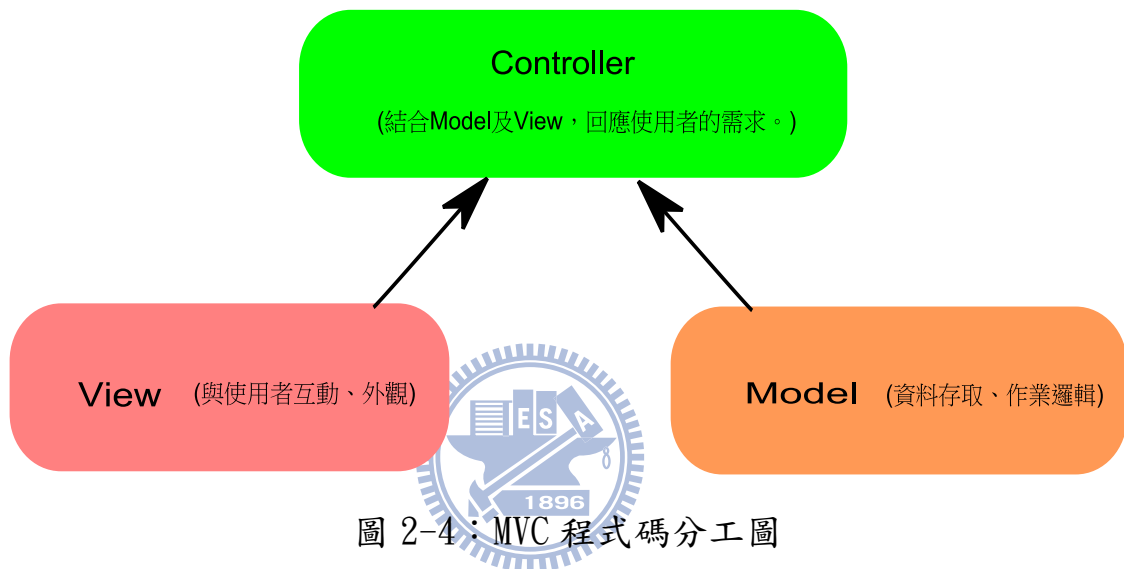 Controller
(結合Model及View，回應使用者的需求。)
View (與使用者互動、外觀)
Model (資料存取、作業邏輯)
E S A
1896
圖 2-4：MVC 程式碼分工圖